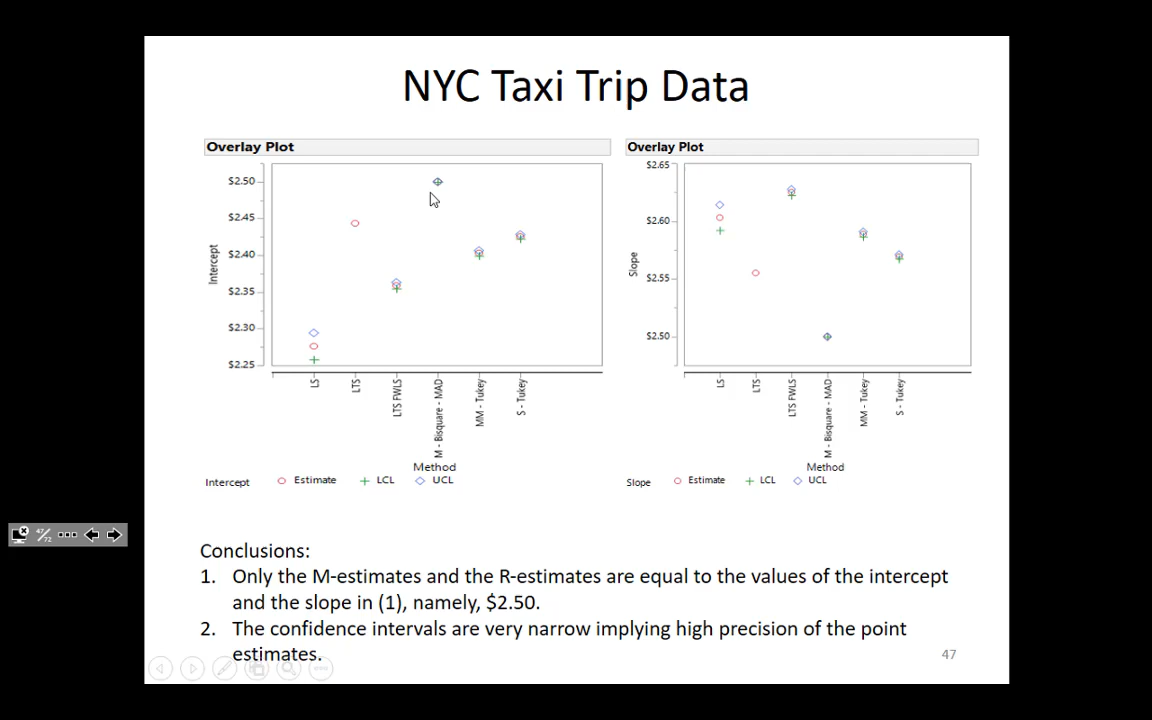 NYC Taxi Trip Data
Overlay Plot
$2.50
$2.45
$2.40
$2.35
$2.30
$2.25
Intercept
LS
LTS
LTS FWLS
M - Bisquare - MAD
MM - Tukey
S - Tukey
Method
Intercept Estimate LCL UCL
Overlay Plot
$2.65
$2.60
$2.55
$2.50
Slope
LS
LTS
LTS FWLS
M - Bisquare - MAD
MM - Tukey
S - Tukey
Method
Slope Estimate LCL UCL
47/72
Conclusions:
1. Only the M-estimates and the R-estimates are equal to the values of the intercept
and the slope in (1), namely, $2.50.
2. The confidence intervals are very narrow implying high precision of the point
estimates.
47